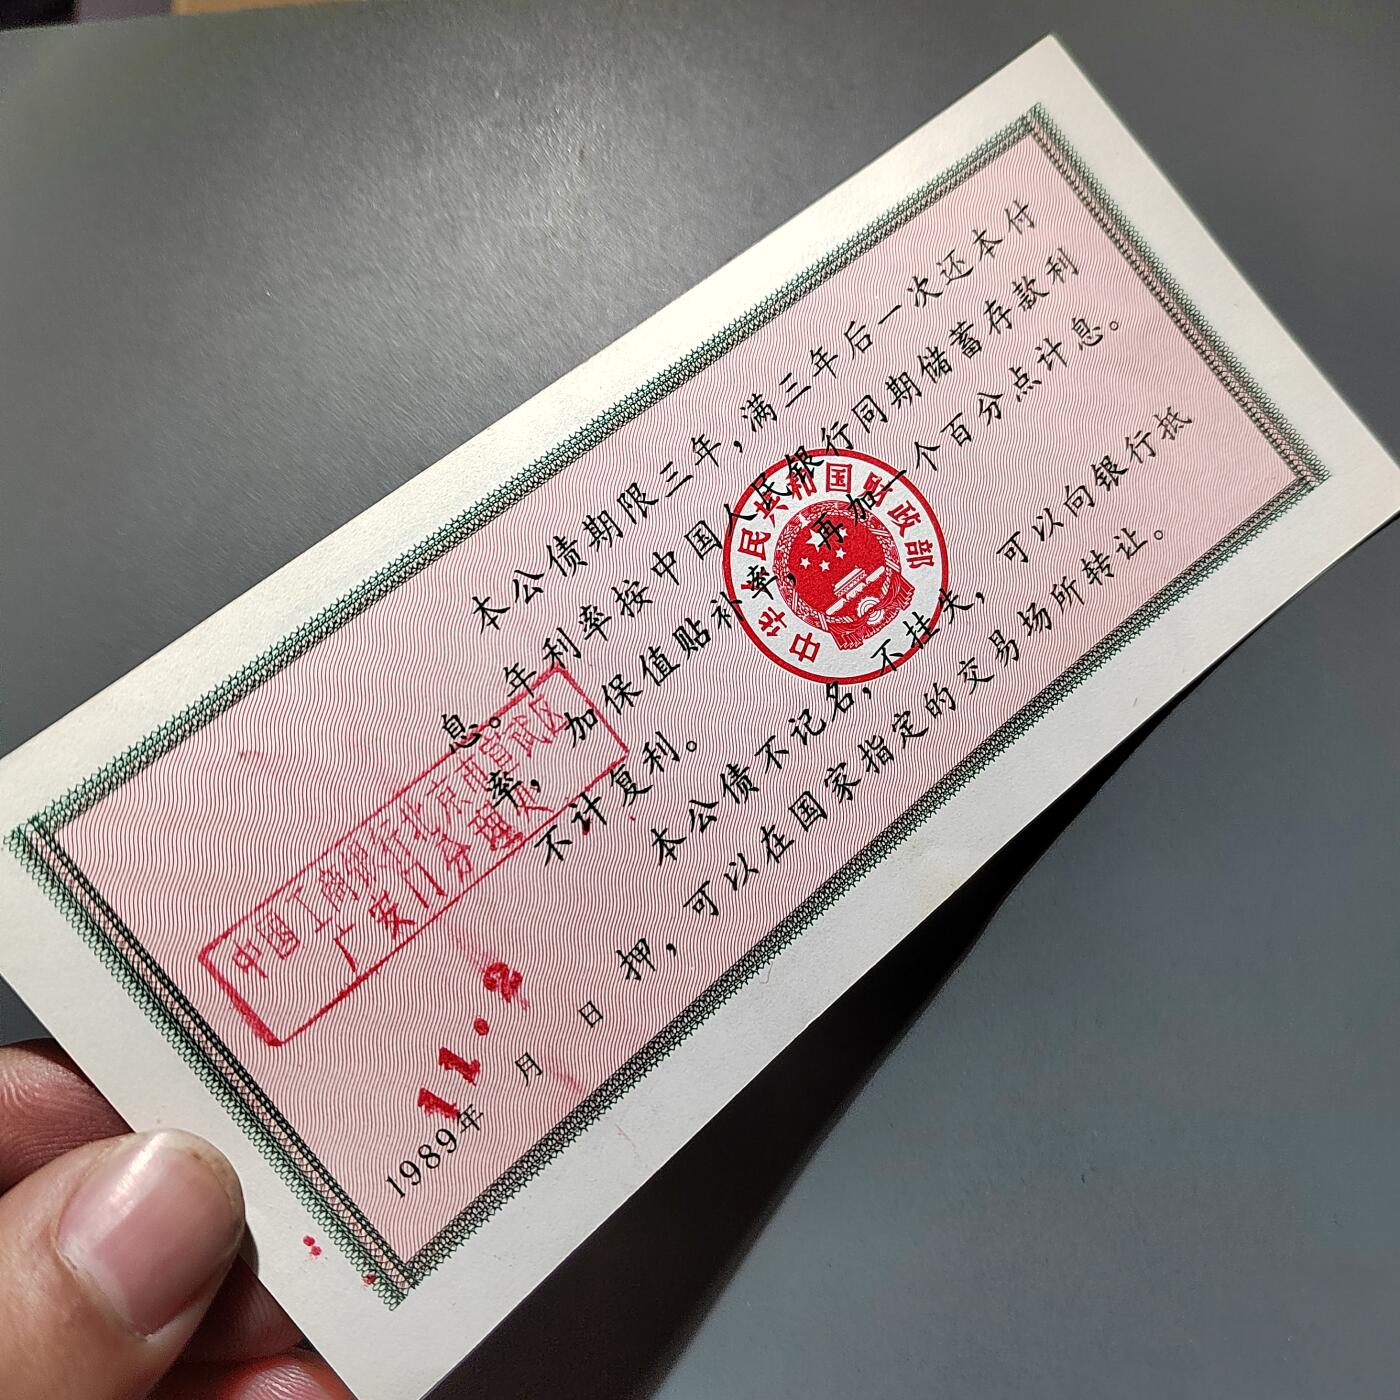 本公债期限三年,满三年后一次还本付
息。年利率按中国人民银行同期储蓄存款利
率,加保值贴补率,再加一个百分点计息。
不计复利。
本公债不记名,不挂失,可以向银行抵
押,可以在国家指定的交易场所转让。
中华人民共和国财政部
中国工商银行北京市宣武区
广安门分理处
11.2
1989年 月 日